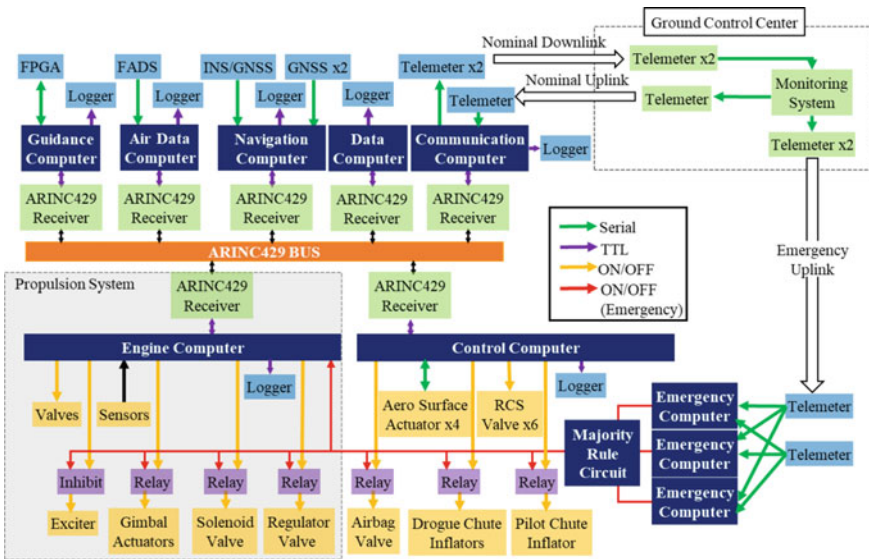 Ground Control Center
Nominal Downlink
FPGA
FADS
INS/GNSS
GNSS x2
Telemeter x2
Telemeter x2
Nominal Uplink
Logger
Logger
Logger
Logger
Telemeter
Telemeter
Monitoring
System
Guidance
Computer
Air Data
Computer
Navigation
Computer
Data
Computer
Communication
Computer
Logger
Telemeter x2
ARINC429
Receiver
ARINC429
Receiver
ARINC429
Receiver
ARINC429
Receiver
ARINC429
Receiver
Serial
TTL
ON/OFF
ON/OFF
(Emergency)
Emergency
Uplink
ARINC429 BUS
Propulsion System
ARINC429
Receiver
ARINC429
Receiver
Engine Computer
Control Computer
Valves
Sensors
Logger
Aero Surface
Actuator x4
RCS
Valve x6
Logger
Emergency
Computer
Telemeter
Majority
Rule
Circuit
Emergency
Computer
Telemeter
Emergency
Computer
Inhibit
Relay
Relay
Relay
Relay
Relay
Relay
Exciter
Gimbal
Actuators
Solenoid
Valve
Regulator
Valve
Airbag
Valve
Drogue Chute
Inflators
Pilot Chute
Inflator